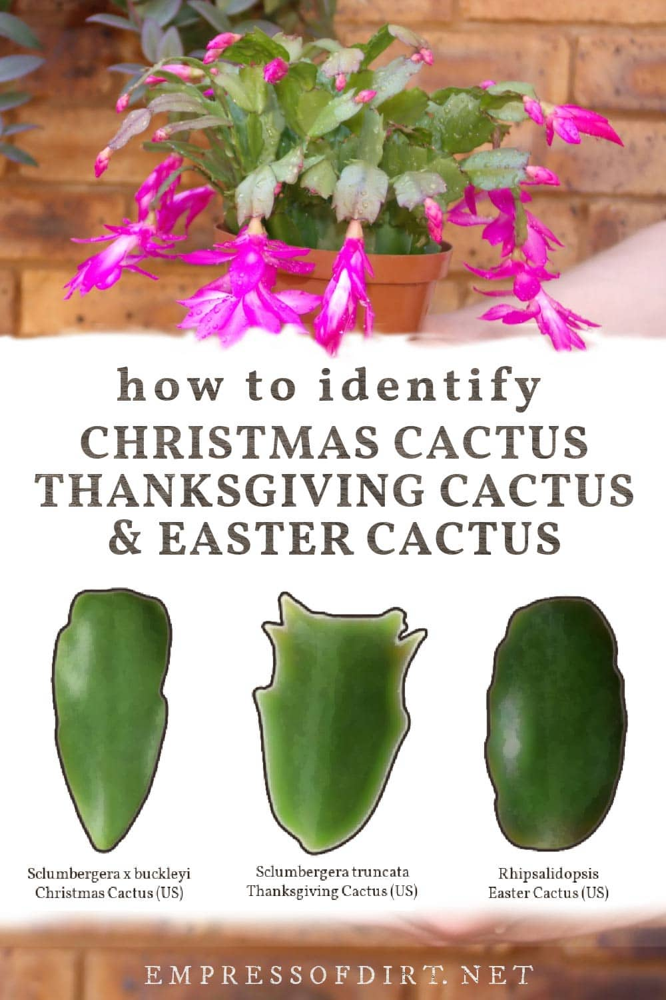 how to identify
CHRISTMAS CACTUS
THANKSGIVING CACTUS
& EASTER CACTUS
Sclumbergera x buckleyi
Christmas Cactus (US)
Sclumbergera truncata
Thanksgiving Cactus (US)
Rhipsalidopsis
Easter Cactus (US)
EMPRESSOFDIRT.NET